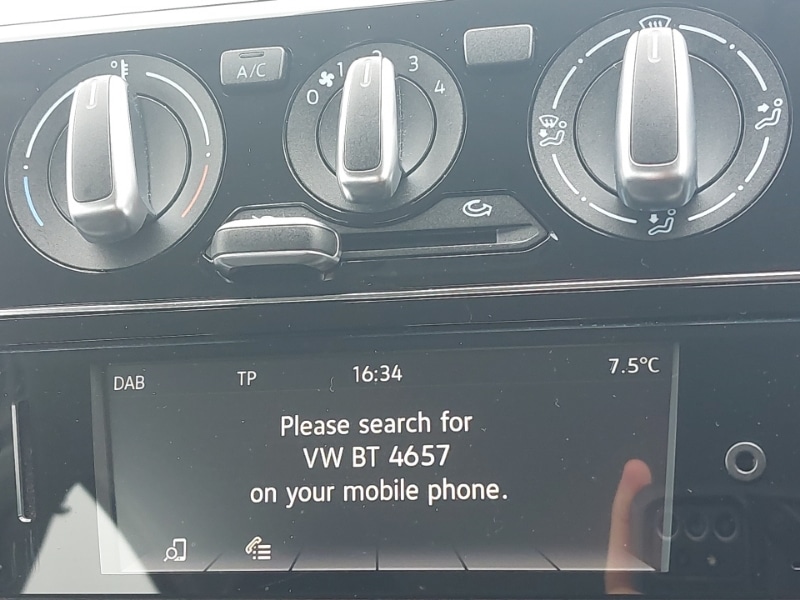 A/C
0 1 2 3 4
DAB TP 16:34 7.5°C
Please search for
VW BT 4657
on your mobile phone.